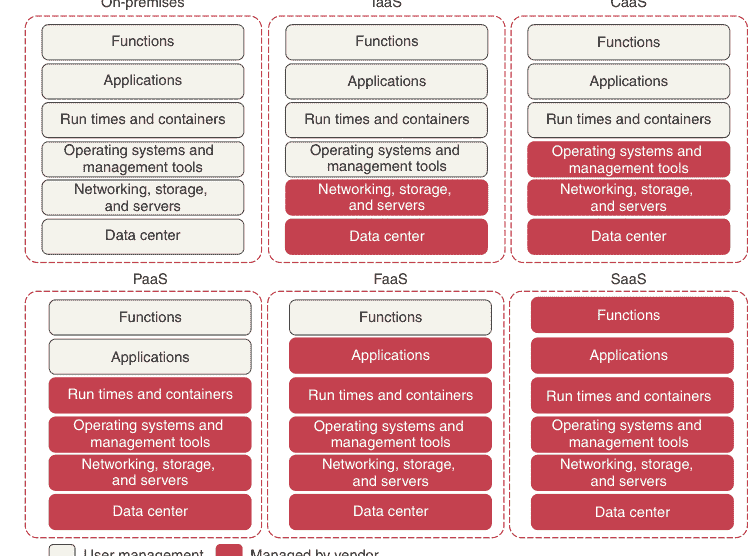 On-premises
IaaS
CaaS
Functions
Applications
Run times and containers
Operating systems and
management tools
Networking, storage,
and servers
Data center
Functions
Applications
Run times and containers
Operating systems and
management tools
Networking, storage,
and servers
Data center
Functions
Applications
Run times and containers
Operating systems and
management tools
Networking, storage,
and servers
Data center
PaaS
FaaS
SaaS
Functions
Applications
Run times and containers
Operating systems and
management tools
Networking, storage,
and servers
Data center
Functions
Applications
Run times and containers
Operating systems and
management tools
Networking, storage,
and servers
Data center
Functions
Applications
Run times and containers
Operating systems and
management tools
Networking, storage,
and servers
Data center
User management
Managed by vendor